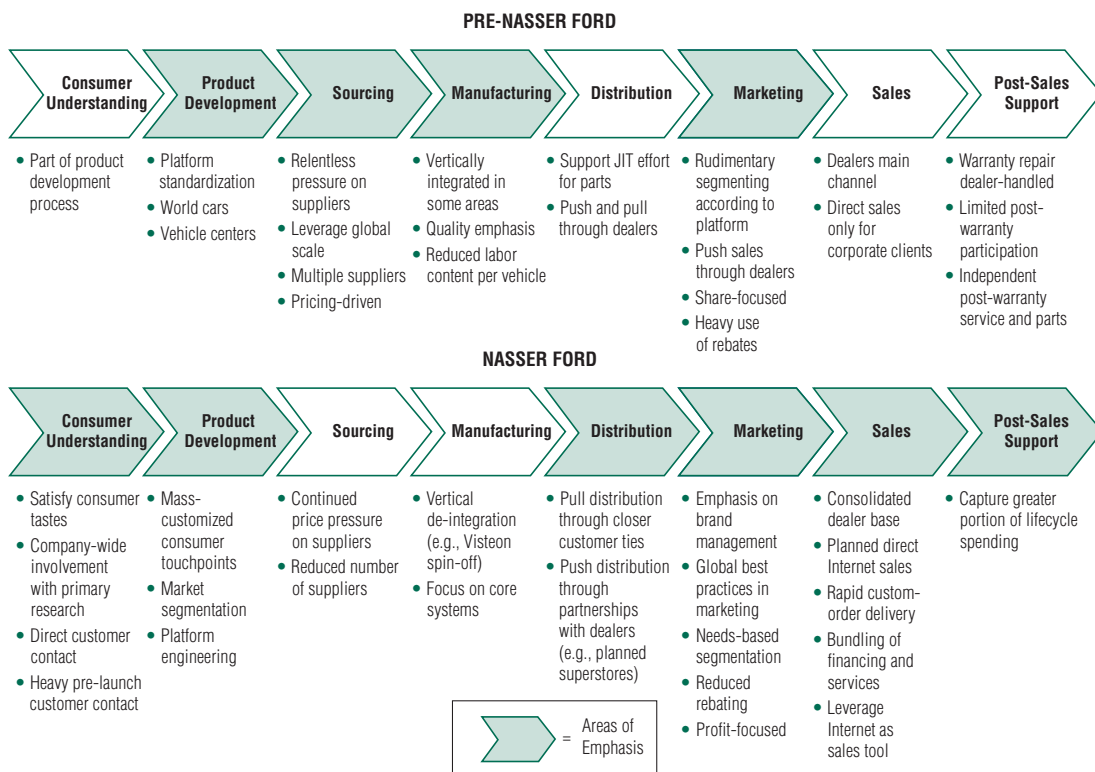 PRE-NASSER FORD
Consumer
Understanding
Product
Development
Sourcing
Manufacturing
Distribution
Marketing
Sales
Post-Sales
Support
• Part of product
development
process
• Platform
standardization
• World cars
• Vehicle centers
• Relentless
pressure on
suppliers
• Leverage global
scale
• Multiple suppliers
• Pricing-driven
• Vertically
integrated in
some areas
• Quality emphasis
• Reduced labor
content per vehicle
• Support JIT effort
for parts
• Push and pull
through dealers
• Rudimentary
segmenting
according to
platform
• Push sales
through dealers
• Share-focused
• Heavy use
of rebates
• Dealers main
channel
• Direct sales
only for
corporate clients
• Warranty repair
dealer-handled
• Limited post-
warranty
participation
• Independent
post-warranty
service and parts
NASSER FORD
Consumer
Understanding
Product
Development
Sourcing
Manufacturing
Distribution
Marketing
Sales
Post-Sales
Support
• Satisfy consumer
tastes
• Company-wide
involvement
with primary
research
• Direct customer
contact
• Heavy pre-launch
customer contact
• Mass-
customized
consumer
touchpoints
• Market
segmentation
• Platform
engineering
• Continued
price pressure
on suppliers
• Reduced number
of suppliers
• Vertical
de-integration
(e.g., Visteon
spin-off)
• Focus on core
systems
• Pull distribution
through closer
customer ties
• Push distribution
through
partnerships
with dealers
(e.g., planned
superstores)
• Emphasis on
brand
management
• Global best
practices in
marketing
• Needs-based
segmentation
• Reduced
rebating
• Profit-focused
• Consolidated
dealer base
• Planned direct
Internet sales
• Rapid custom-
order delivery
• Bundling of
financing and
services
• Leverage
Internet as
sales tool
• Capture greater
portion of lifecycle
spending
= Areas of
Emphasis